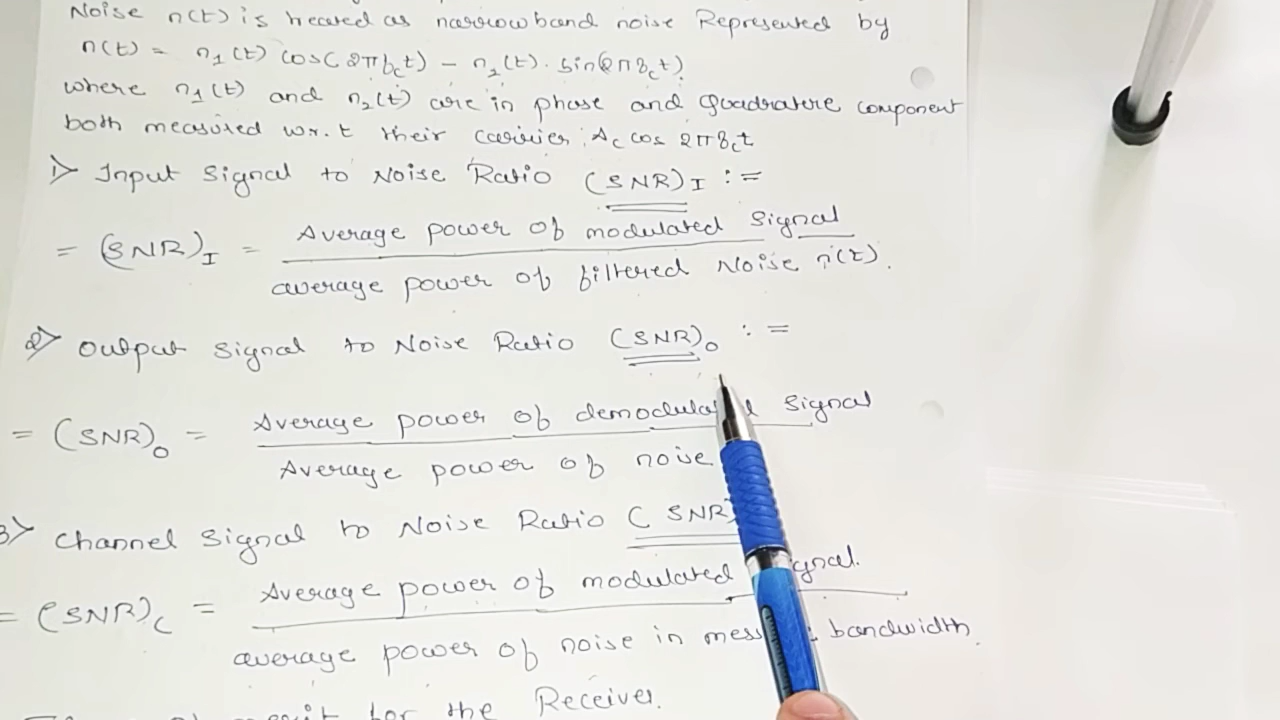 Noise n(t) is treated as narrowband noise Represented by
n(t) = n₁(t) cos(2πfct) - n₂(t). sin(2πfct).
where n₁(t) and n₂(t) are in phase and Quadrature component
both measured w.r.t their carrier Ac cos 2πfct
1> Input Signal to Noise Ratio (SNR)I :=
= (SNR)I = Average power of modulated signal
average power of filtered Noise n(t).
2> Output Signal to Noise Ratio (SNR)O :=
= (SNR)O = Average power of demodulated signal
Average power of noise
3> Channel Signal to Noise Ratio (SNR)
= (SNR)C = Average power of modulated signal.
average power of noise in bandwidth.
for the Receiver.